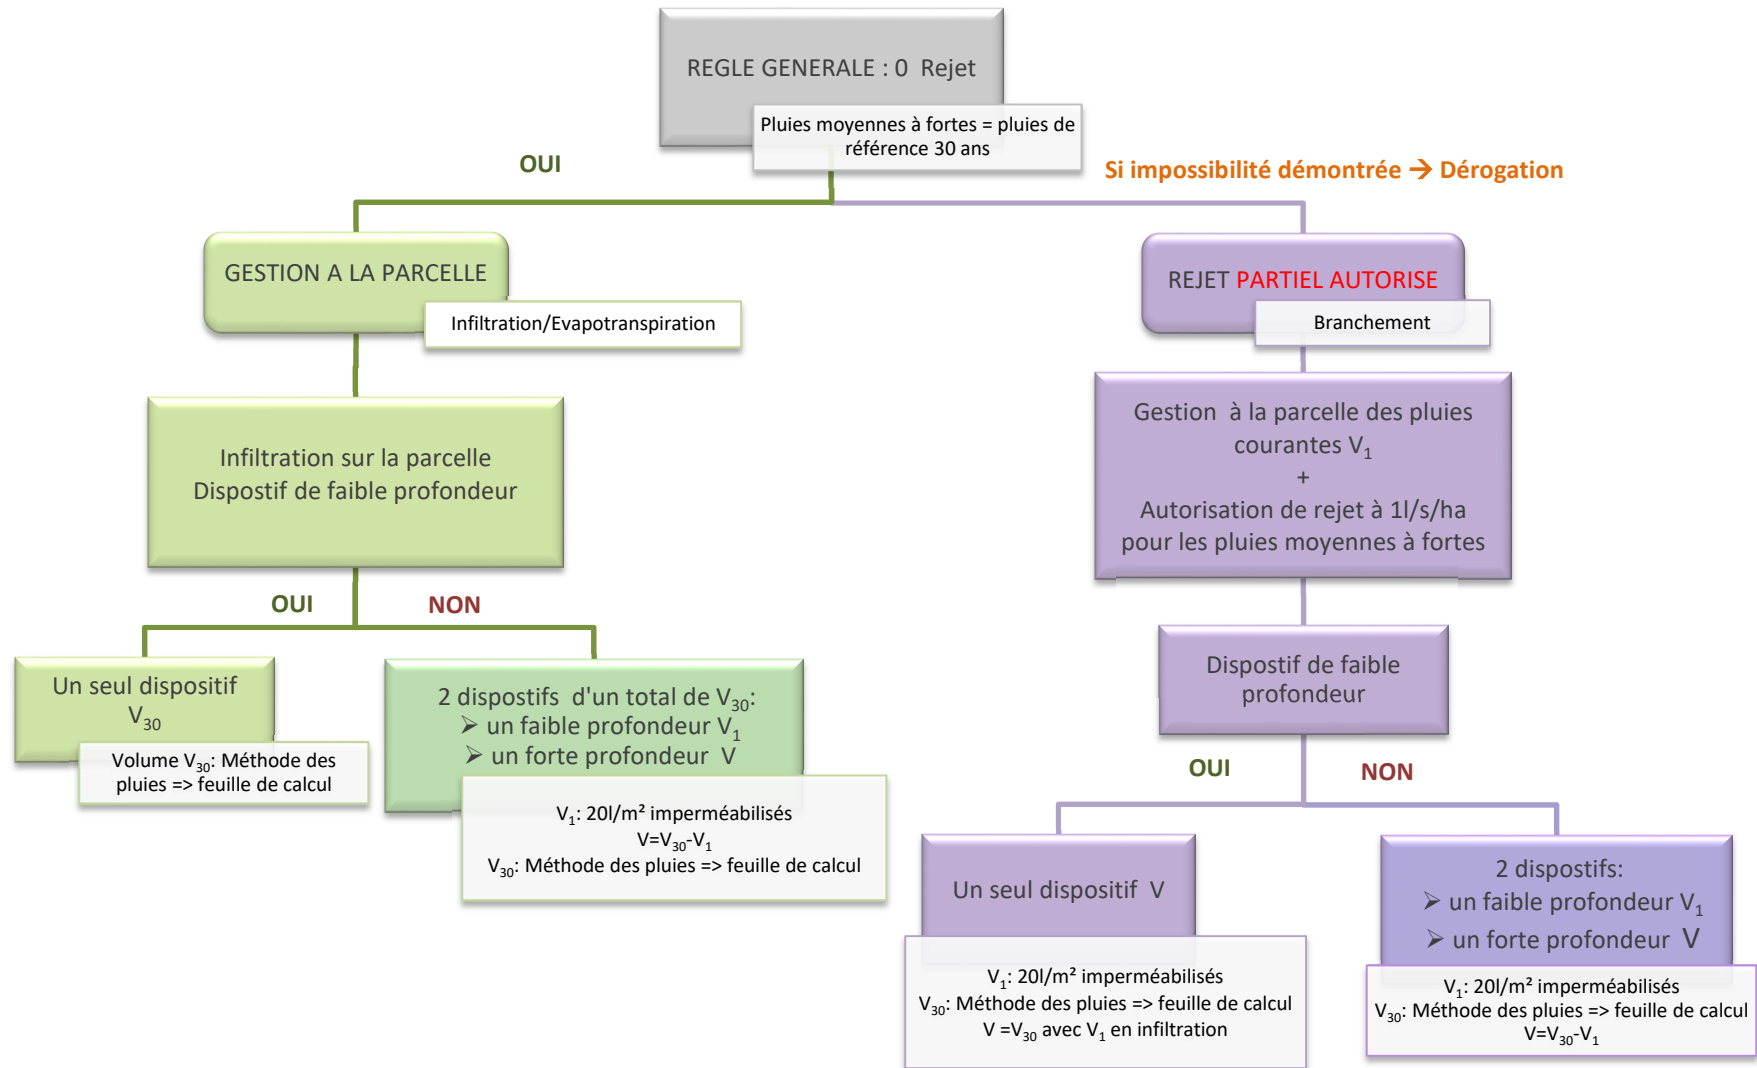 REGLE GENERALE : 0 Rejet
Pluies moyennes à fortes = pluies de
référence 30 ans
OUI
Si impossibilité démontrée → Dérogation
GESTION A LA PARCELLE
Infiltration/Evapotranspiration
REJET PARTIEL AUTORISE
Branchement
Infiltration sur la parcelle
Dispostif de faible profondeur
Gestion à la parcelle des pluies
courantes V₁
+
Autorisation de rejet à 1l/s/ha
pour les pluies moyennes à fortes
OUI
NON
Un seul dispositif
V₃₀
Volume V₃₀: Méthode des
pluies => feuille de calcul
2 dispostifs d'un total de V₃₀:
➢ un faible profondeur V₁
➢ un forte profondeur V
V₁: 20l/m² imperméabilisés
V=V₃₀-V₁
V₃₀: Méthode des pluies => feuille de calcul
Dispostif de faible
profondeur
OUI
NON
Un seul dispositif V
V₁: 20l/m² imperméabilisés
V₃₀: Méthode des pluies => feuille de calcul
V =V₃₀ avec V₁ en infiltration
2 dispostifs:
➢ un faible profondeur V₁
➢ un forte profondeur V
V₁: 20l/m² imperméabilisés
V₃₀: Méthode des pluies => feuille de calcul
V=V₃₀-V₁